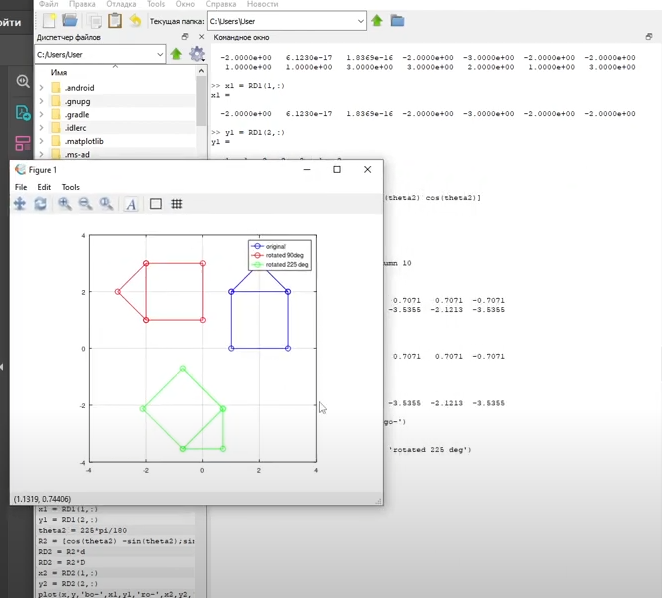 Файл Правка Отладка Tools Окно Справка Новости
ойти
Текущая папка: C:\Users\User
Диспетчер файлов
Командное окно
C:/Users/User
Имя
.android
.gnupg
.gradle
.idlerc
.matplotlib
.ms-ad
-2.0000e+00 6.1230e-17 1.8369e-16 -2.0000e+00 -3.0000e+00 -2.0000e+00 -2.0000e+00
1.0000e+00 1.0000e+00 3.0000e+00 3.0000e+00 2.0000e+00 1.0000e+00 3.0000e+00
>> x1 = RD1(1,:)
x1 =
-2.0000e+00 6.1230e-17 1.8369e-16 -2.0000e+00 -3.0000e+00 -2.0000e+00 -2.0000e+00
>> y1 = RD1(2,:)
y1 =
Figure 1
File Edit Tools
A
(theta2) cos(theta2)]
umn 10
0.7071 0.7071 -0.7071
-3.5355 -2.1213 -3.5355
0.7071 0.7071 -0.7071
-3.5355 -2.1213 -3.5355
go-')
'rotated 225 deg')
original
rotated 90deg
rotated 225 deg
4
2
0
-2
-4
-4 -2 0 2 4
(1.1319, 0.74406)
x1 = RD1(1,:)
y1 = RD1(2,:)
theta2 = 225*pi/180
R2 = [cos(theta2) -sin(theta2);sin
RD2 = R2*d
RD2 = R2*D
x2 = RD2(1,:)
y2 = RD2(2,:)
plot(x,y,'bo-',x1,y1,'ro-',x2,y2,